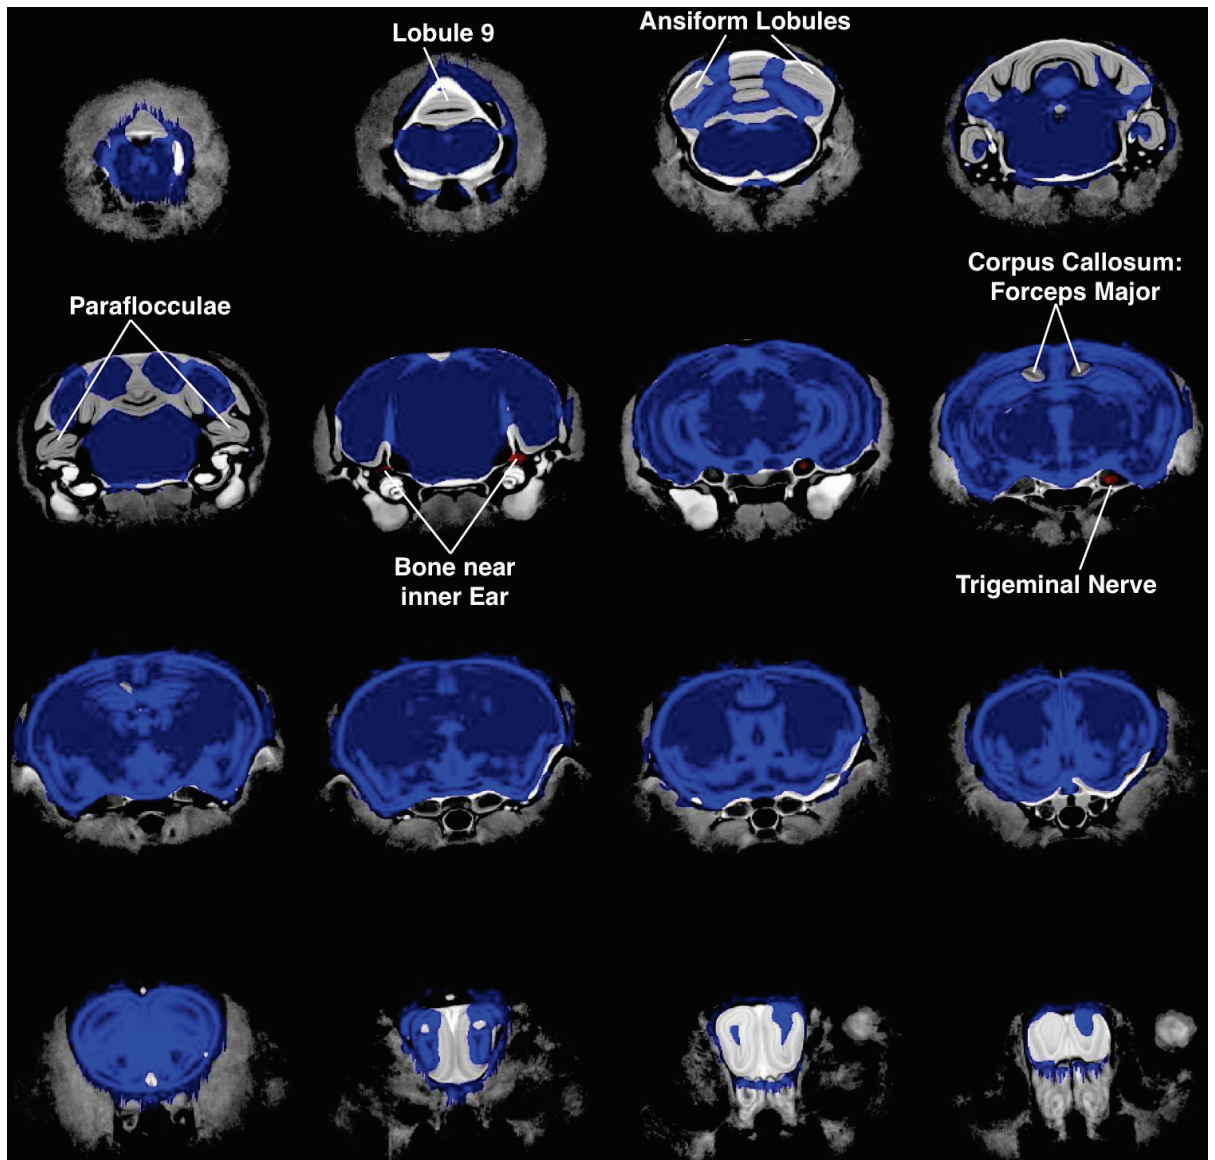 Lobule 9
Ansiform Lobules
Corpus Callosum:
Forceps Major
Paraflocculae
Bone near
inner Ear
Trigeminal Nerve